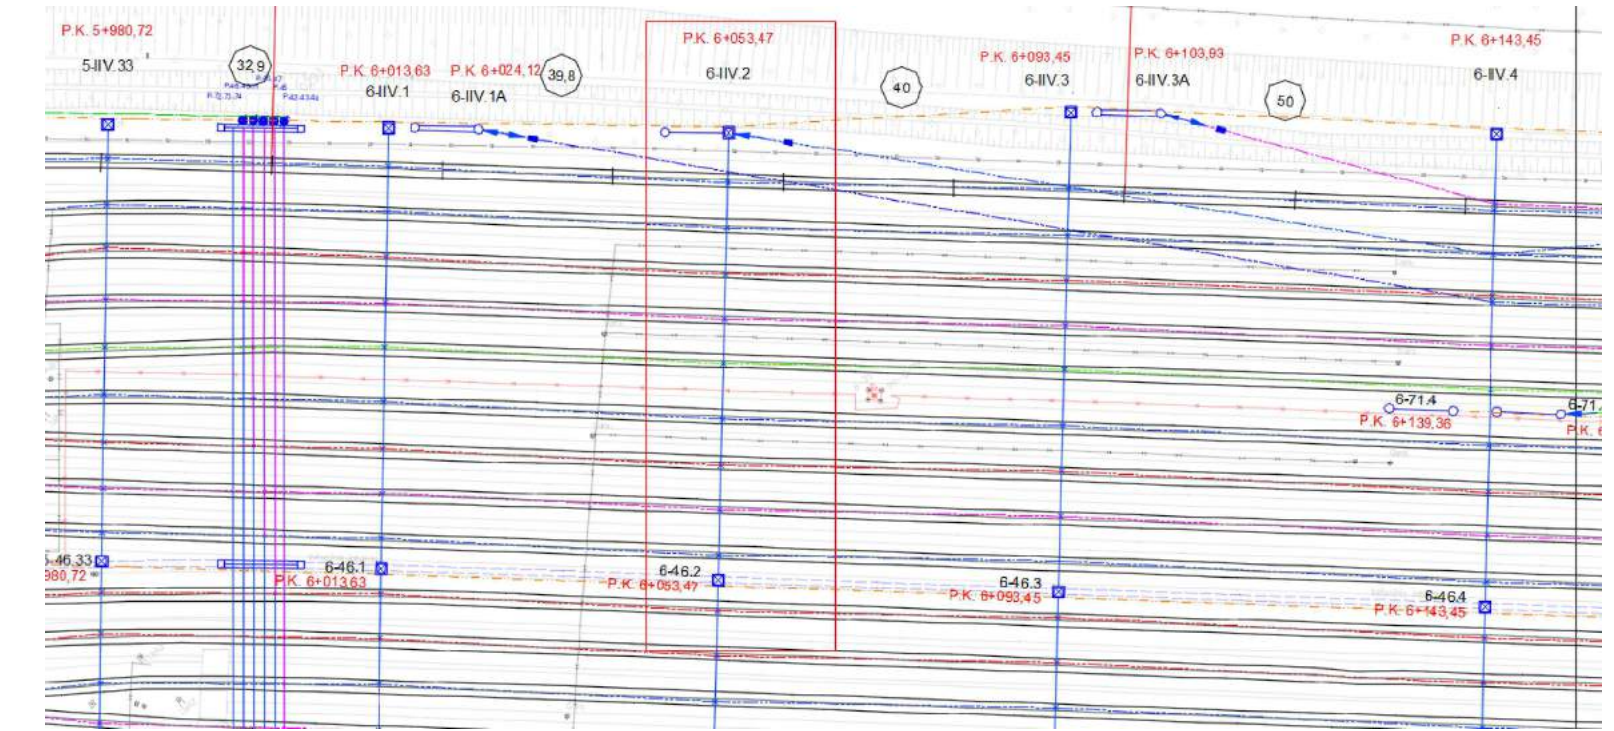 P.K. 5+980,72
5-IIV.33
32,9
P.K. 6+013,63
6-IIV.1
P.K. 6+024,12
6-IIV.1A
39,8
P.K. 6+053,47
6-IIV.2
40
P.K. 6+093,45
6-IIV.3
P.K. 6+103,93
6-IIV.3A
50
P.K. 6+143,45
6-IIV.4
6-71.4
P.K. 6+139,36
6-71.
P.K. 6
46.33
980,72
6-46.1
P.K. 6+013,63
6-46.2
P.K. 6+053,47
6-46.3
P.K. 6+093,45
6-46.4
P.K. 6+143,45